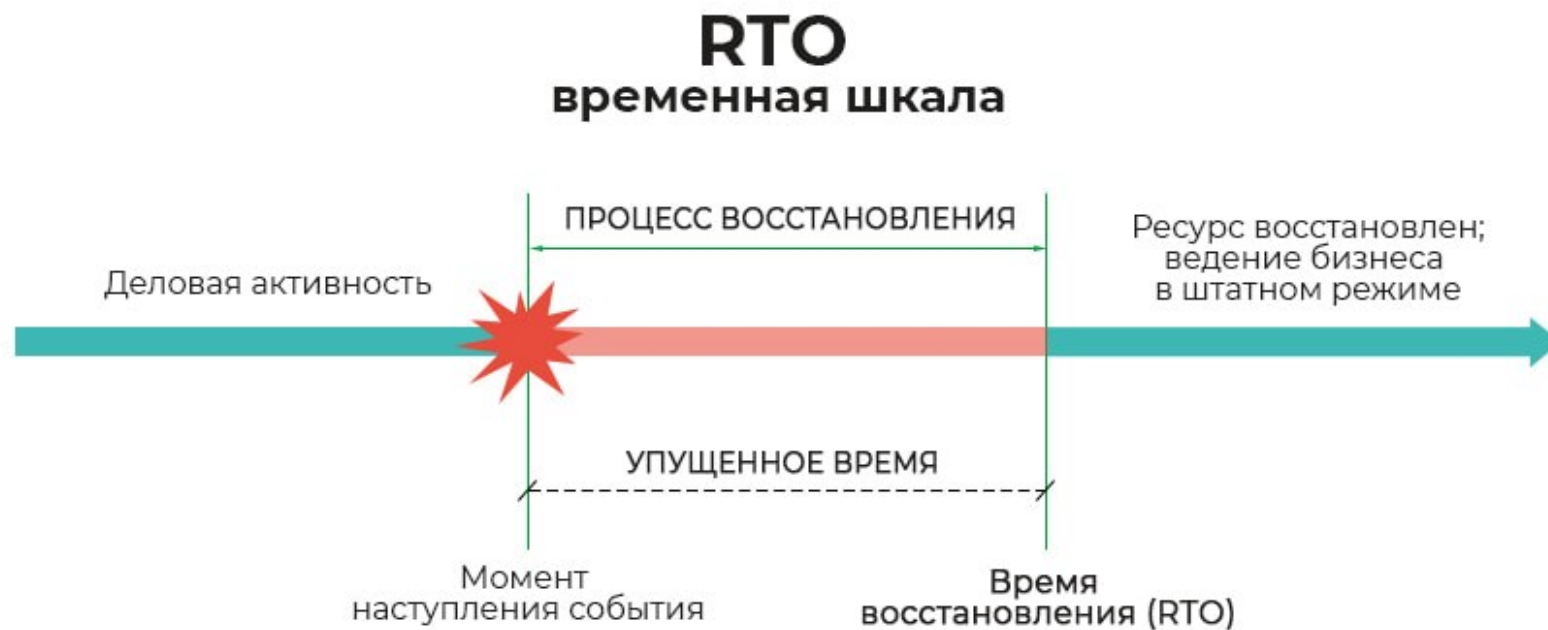 RTO
временная шкала
ПРОЦЕСС ВОССТАНОВЛЕНИЯ
Деловая активность
Ресурс восстановлен;
ведение бизнеса
в штатном режиме
УПУЩЕННОЕ ВРЕМЯ
Момент
наступления события
Время
восстановления (RTO)